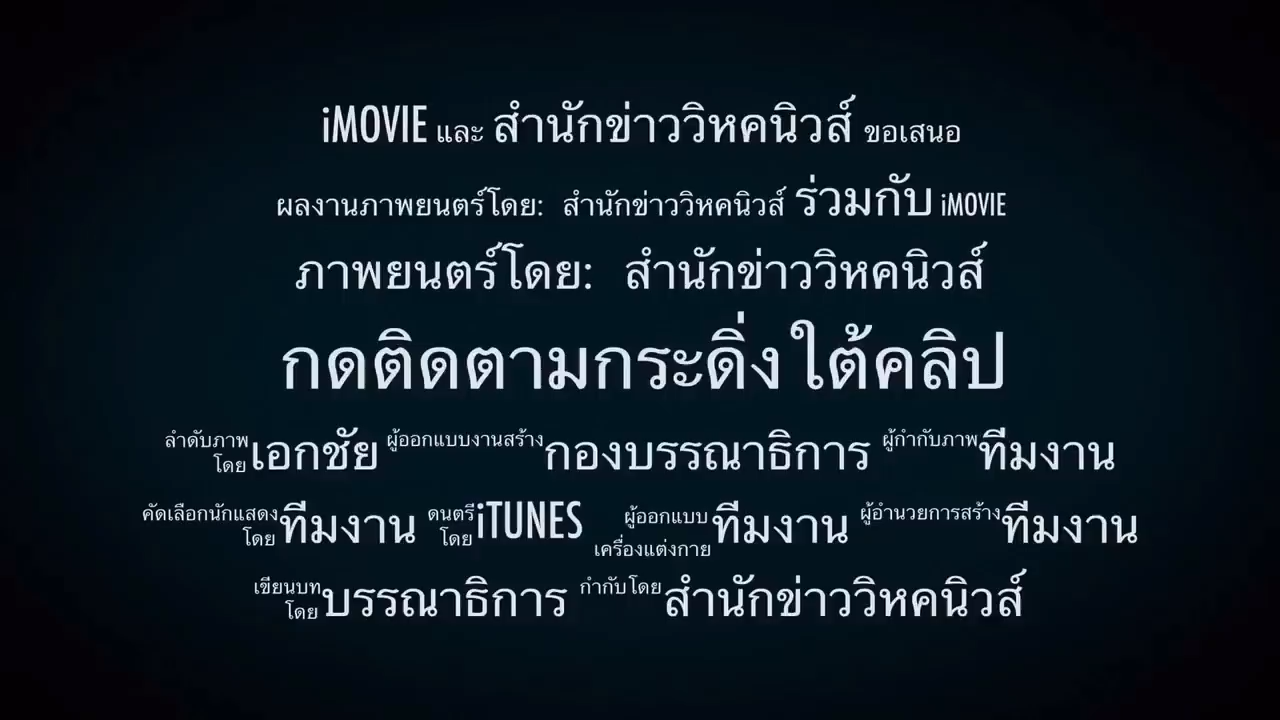 iMOVIE และ สำนักข่าววิหคนิวส์ ขอเสนอ
ผลงานภาพยนตร์โดย: สำนักข่าววิหคนิวส์ ร่วมกับ iMOVIE
ภาพยนตร์โดย: สำนักข่าววิหคนิวส์
กดติดตามกระดิ่ง ใต้คลิป
ลำดับภาพโดย เอกชัย ผู้ออกแบบงานสร้าง กองบรรณาธิการ ผู้กำกับภาพ ทีมงาน
คัดเลือกนักแสดงโดย ทีมงาน ดนตรีโดย iTUNES ผู้ออกแบบเครื่องแต่งกาย ทีมงาน ผู้อำนวยการสร้าง ทีมงาน
เขียนบทโดย บรรณาธิการ กำกับโดย สำนักข่าววิหคนิวส์